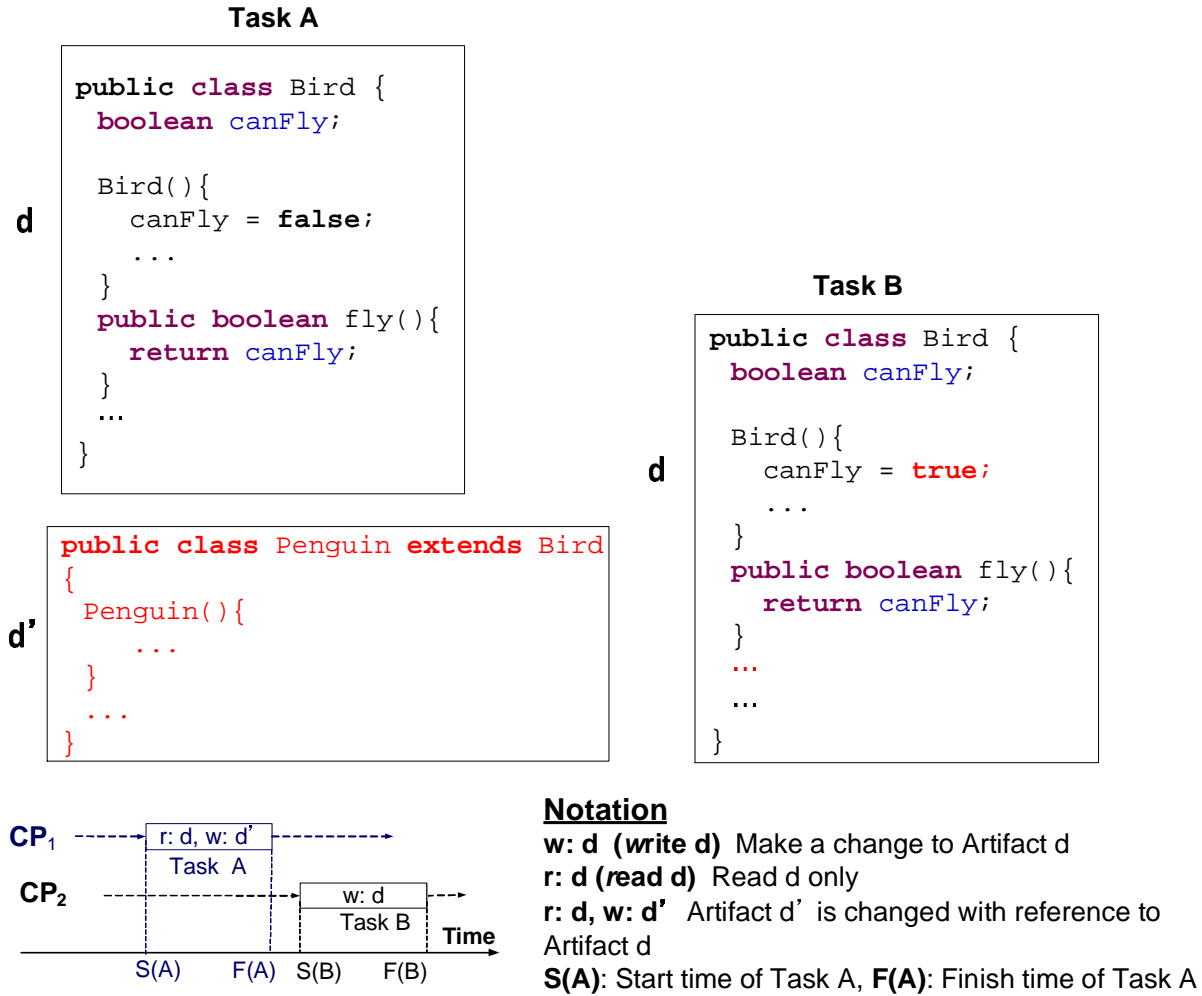 Task A
public class Bird {
boolean canFly;
Bird(){
canFly = false;
...
}
public boolean fly(){
return canFly;
}
...
}
d
public class Penguin extends Bird
{
Penguin(){
...
}
...
}
d’
Task B
public class Bird {
boolean canFly;
Bird(){
canFly = true;
...
}
public boolean fly(){
return canFly;
}
...
...
}
d
CP1
r: d, w: d’
Task A
CP2
w: d
Task B
Time
S(A) F(A) S(B) F(B)
Notation
w: d (write d) Make a change to Artifact d
r: d (read d) Read d only
r: d, w: d’ Artifact d’ is changed with reference to
Artifact d
S(A): Start time of Task A, F(A): Finish time of Task A